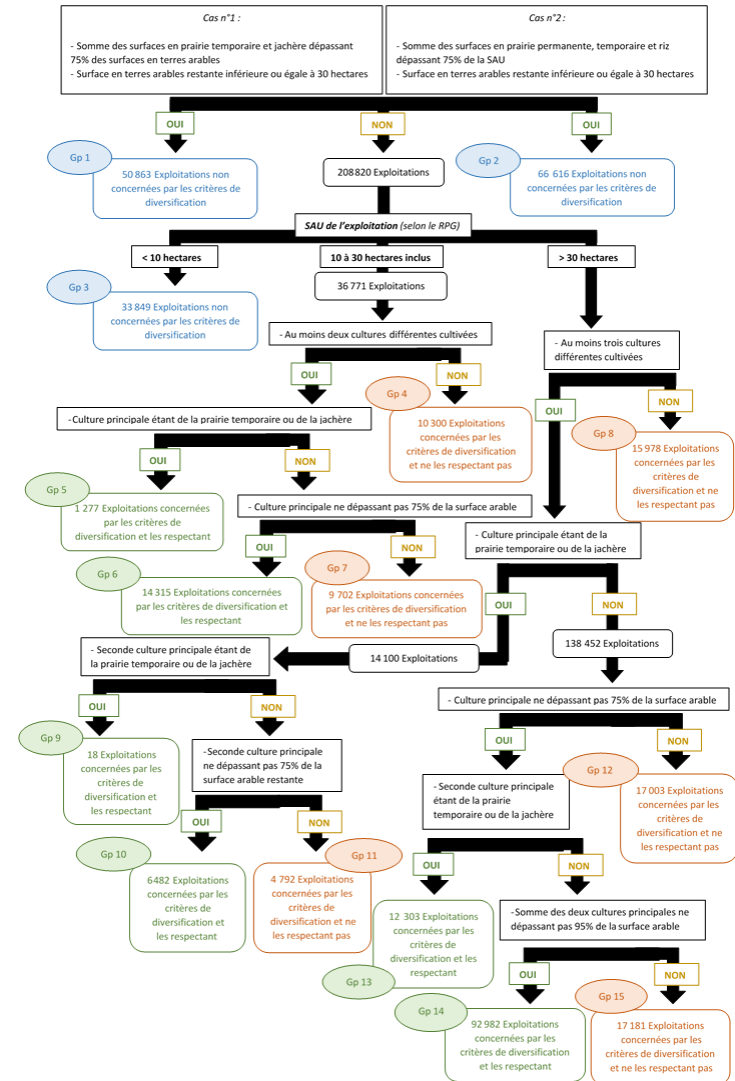 Cas n°1 :
- Somme des surfaces en prairie temporaire et jachère dépassant
75% des surfaces en terres arables
- Surface en terres arables restante inférieure ou égale à 30 hectares
Cas n°2 :
- Somme des surfaces en prairie permanente, temporaire et riz
dépassant 75% de la SAU
- Surface en terres arables restante inférieure ou égale à 30 hectares
OUI
NON
OUI
Gp 1
50 863 Exploitations non
concernées par les critères de
diversification
208 820 Exploitations
Gp 2
66 616 Exploitations non
concernées par les critères de
diversification
SAU de l'exploitation (selon le RPG)
< 10 hectares
10 à 30 hectares inclus
> 30 hectares
Gp 3
33 849 Exploitations non
concernées par les critères de
diversification
36 771 Exploitations
- Au moins deux cultures différentes cultivées
- Au moins trois cultures
différentes cultivées
OUI
NON
OUI
NON
Gp 4
10 300 Exploitations
concernées par les
critères de diversification
et ne les respectant pas
Gp 8
15 978 Exploitations
concernées par les
critères de
diversification et ne
les respectant pas
-Culture principale étant de la prairie temporaire ou de la jachère
OUI
NON
Gp 5
1 277 Exploitations concernées
par les critères de
diversification et les respectant
- Culture principale ne dépassant pas 75% de la surface arable
OUI
NON
- Culture principale étant de la
prairie temporaire ou de la jachère
Gp 6
14 315 Exploitations concernées
par les critères de diversification et
les respectant
Gp 7
9 702 Exploitations concernées
par les critères de diversification
et ne les respectant pas
OUI
NON
14 100 Exploitations
138 452 Exploitations
- Seconde culture principale étant de
la prairie temporaire ou de la jachère
OUI
NON
- Culture principale ne dépassant pas 75% de la surface arable
OUI
NON
Gp 9
18 Exploitations
concernées par les
critères de
diversification et
les respectant
-Seconde culture principale
ne dépassant pas 75% de la
surface arable restante
OUI
NON
Gp 12
17 003 Exploitations
concernées par les
critères de
diversification et ne
les respectant pas
- Seconde culture principale
étant de la prairie
temporaire ou de la jachère
OUI
NON
Gp 10
6482 Exploitations
concernées par les
critères de
diversification et
les respectant
Gp 11
4 792 Exploitations
concernées par les
critères de
diversification et ne
les respectant pas
12 303 Exploitations
concernées par les
critères de
diversification et les
respectant
Gp 13
-Somme des deux cultures principales ne
dépassant pas 95% de la surface arable
OUI
NON
Gp 14
92 982 Exploitations
concernées par les
critères de
diversification et les
respectant
Gp 15
17 181 Exploitations
concernées par les
critères de diversification
et ne les respectant pas